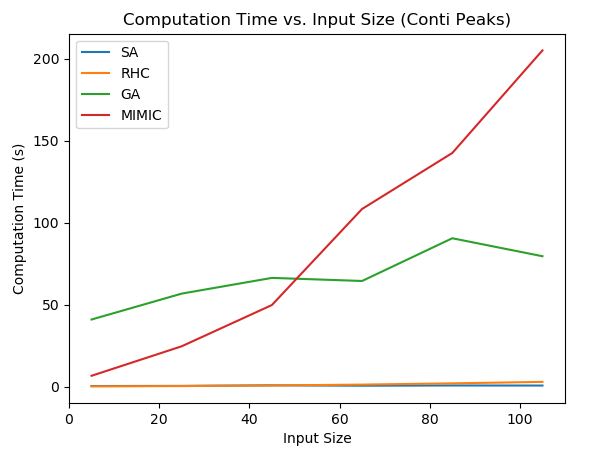 Computation Time vs. Input Size (Conti Peaks)
SA
RHC
GA
MIMIC
Computation Time (s)
200
150
100
50
0
0 20 40 60 80 100
Input Size